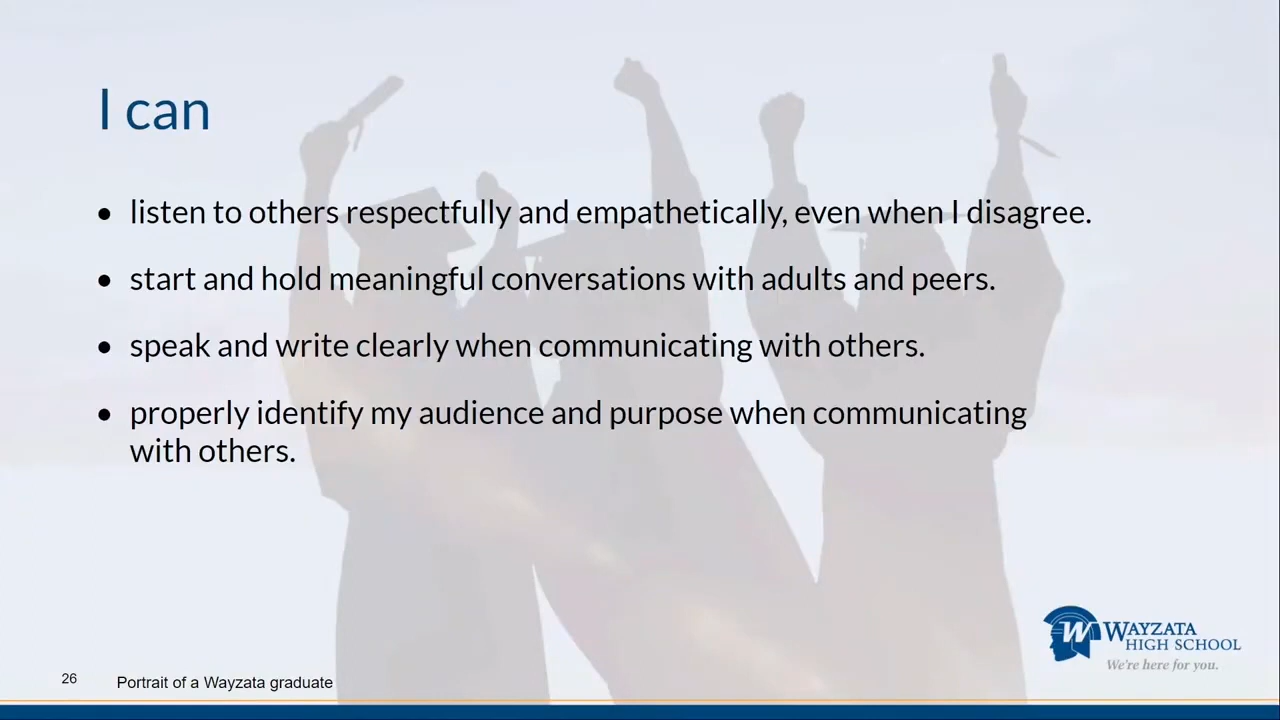 I can
• listen to others respectfully and empathetically, even when I disagree.
• start and hold meaningful conversations with adults and peers.
• speak and write clearly when communicating with others.
• properly identify my audience and purpose when communicating
with others.
W WAYZATA
HIGH SCHOOL
We're here for you.
26 Portrait of a Wayzata graduate